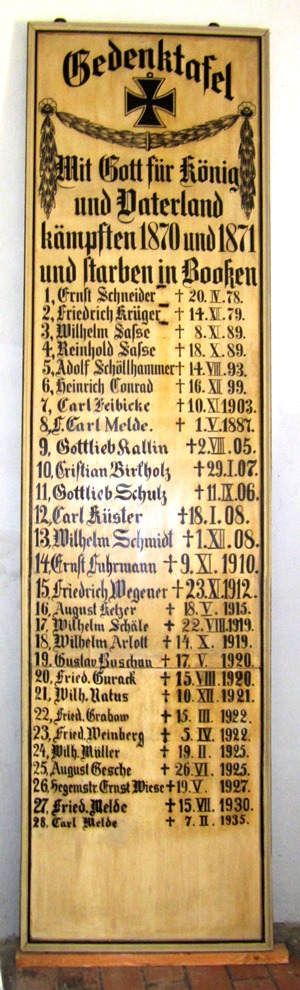 Gedenktafel
Mit Gott für König
und Vaterland
kämpften 1870 und 1871
und starben in Booßen
1, Ernst Schneider † 20. IV. 78.
2, Friedrich Krüger † 14. XI. 79.
3, Wilhelm Sasse † 8. XI. 89.
4, Reinhold Sasse † 18. X. 89.
5, Adolf Schöllhammer † 14. VIII. 93.
6, Heinrich Conrad † 16. XI 99.
7, Carl Feibicke † 10. XI 1903.
8, F. Carl Melde. † 1. V. 1887.
9, Gottlieb Kallin † 2. VIII. 05.
10, Cristian Birkholz † 29. I. 07.
11, Gottlieb Schulz † 11. IX. 06.
12, Carl Küster † 18. I. 08.
13, Wilhelm Schmidt † 1. XII. 08.
14, Ernst Fuhrmann † 9. XI. 1910.
15, Friedrich Wegener † 23. XI. 1912.
16, August Ketzer † 18. V. 1915.
17, Wilhelm Schäle † 22. VIII. 1919.
18, Wilhelm Arlott † 14. X. 1919.
19. Gustav Buschan † 17. V. 1920.
20, Fried. Gurack † 15. VIII. 1920.
21, Wilh. Natus † 10. XII. 1921.
22, Fried. Grabow † 15. III. 1922.
23, Fried. Weinberg † 5. IV. 1922.
24, Wilh. Müller † 19. II. 1925.
25, August Gesche † 26. VI. 1925.
26, Hegemstr. Ernst Wiese † 19. V. 1927.
27, Fried. Melde † 15. VII. 1930.
28. Carl Melde † 7. II. 1935.